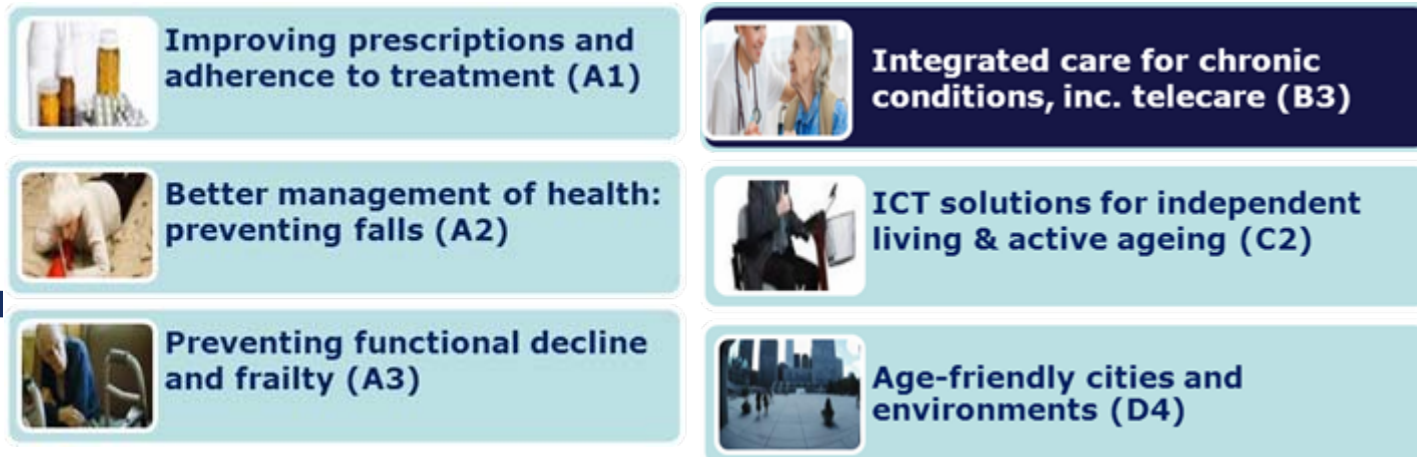 Improving prescriptions and
adherence to treatment (A1)
Better management of health:
preventing falls (A2)
Preventing functional decline
and frailty (A3)
Integrated care for chronic
conditions, inc. telecare (B3)
ICT solutions for independent
living & active ageing (C2)
Age-friendly cities and
environments (D4)